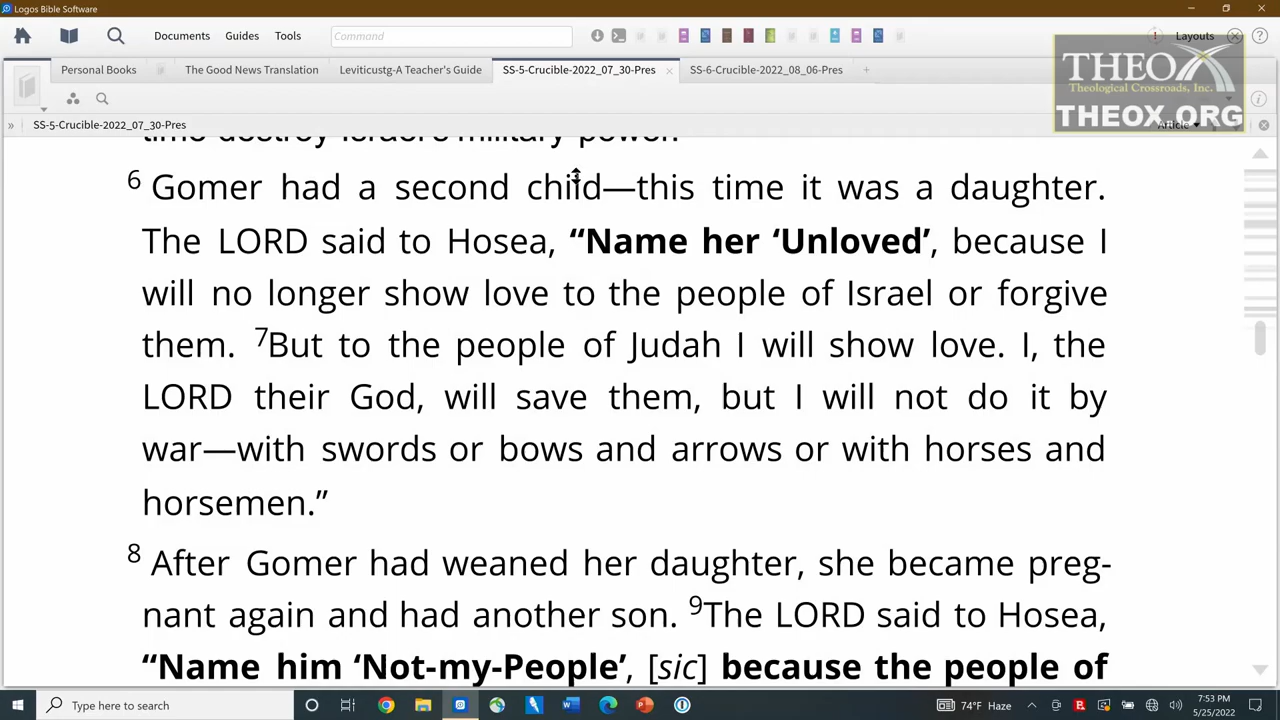 Logos Bible Software
Documents Guides Tools Command Layouts
Personal Books The Good News Translation Leviticustg : Teacher's Guide SS-5-Crucible-2022_07_30-Pres SS-6-Crucible-2022_08_06-Pres
THEOX
Theological Crossroads, Inc.
THEOX.ORG
SS-5-Crucible-2022_07_30-Pres Article
time destroy Israel's military power.
6 Gomer had a second child—this time it was a daughter.
The LORD said to Hosea, “Name her ‘Unloved’, because I
will no longer show love to the people of Israel or forgive
them. 7But to the people of Judah I will show love. I, the
LORD their God, will save them, but I will not do it by
war—with swords or bows and arrows or with horses and
horsemen.”
8 After Gomer had weaned her daughter, she became preg-
nant again and had another son. 9The LORD said to Hosea,
“Name him ‘Not-my-People’, [sic] because the people of
Type here to search 74°F Haze 7:53 PM
5/25/2022